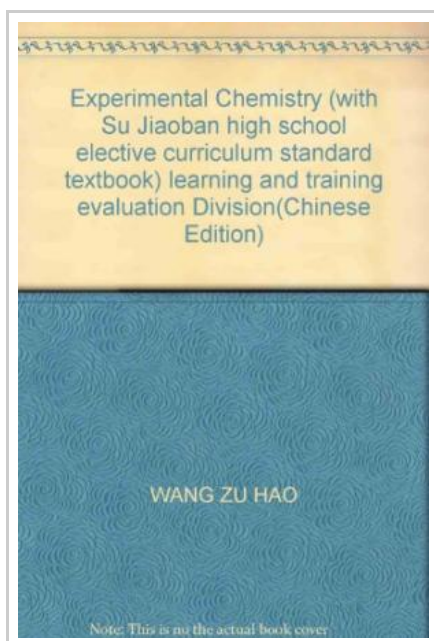 Experimental Chemistry (with
Su Jiaoban high school
elective curriculum standard
textbook) learning and training
evaluation Division(Chinese
Edition)
WANG ZU HAO
Note: This is no the actual book cover